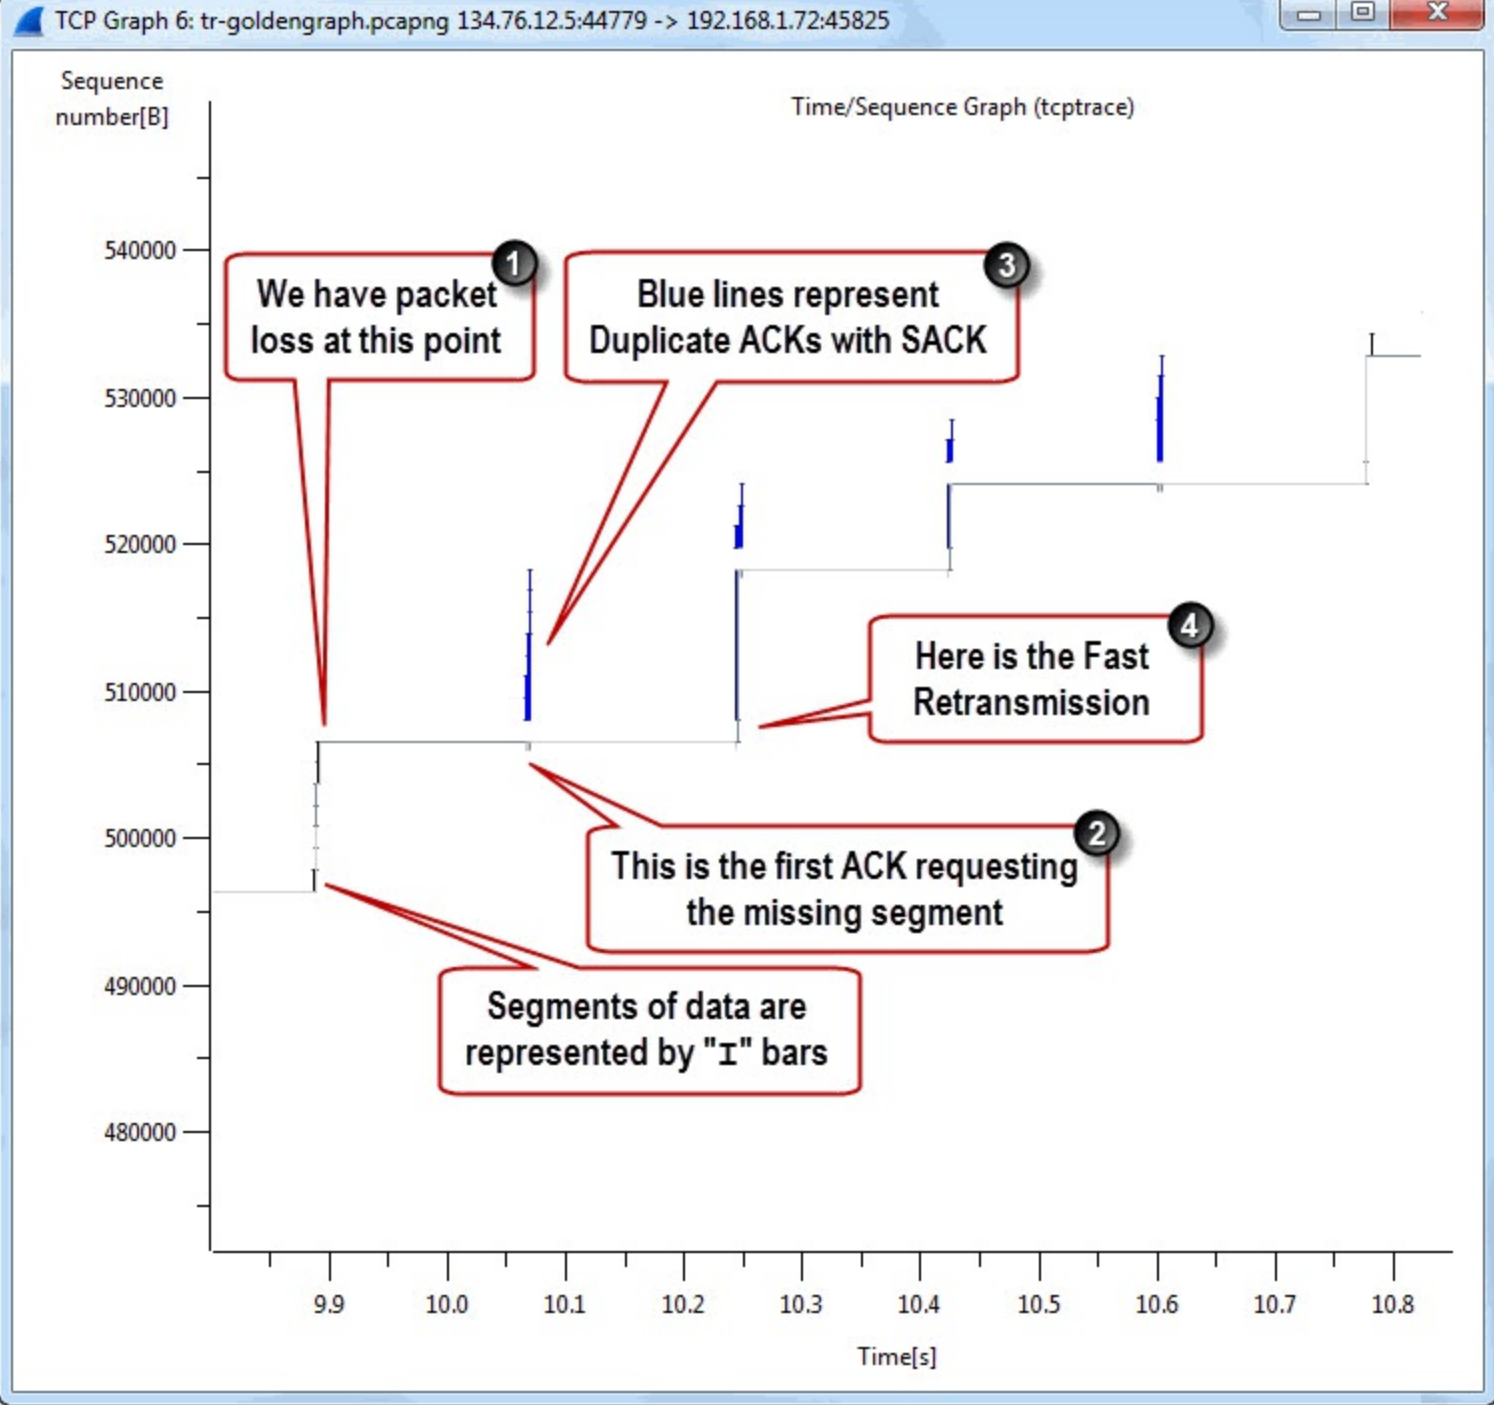 TCP Graph 6: tr-goldengraph.pcapng 134.76.12.5:44779 -> 192.168.1.72:45825
Sequence
number[B]
Time/Sequence Graph (tcptrace)
540000
530000
520000
510000
500000
490000
480000
1
We have packet
loss at this point
3
Blue lines represent
Duplicate ACKs with SACK
4
Here is the Fast
Retransmission
2
This is the first ACK requesting
the missing segment
Segments of data are
represented by "I" bars
9.9 10.0 10.1 10.2 10.3 10.4 10.5 10.6 10.7 10.8
Time[s]